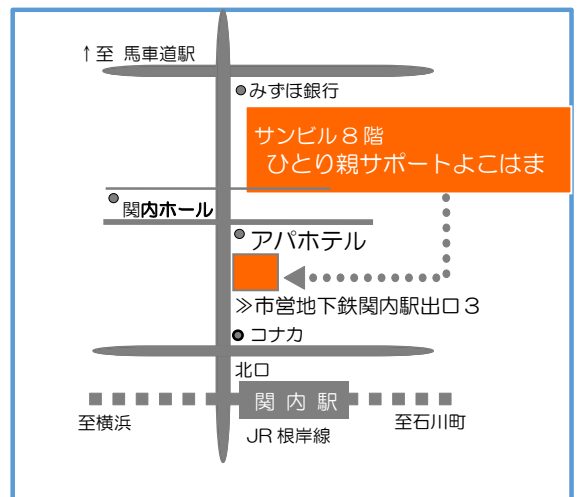 ↑至 馬車道駅
みずほ銀行
サンビル8階
ひとり親サポートよこはま
関内ホール
アパホテル
≫市営地下鉄関内駅出口3
コナカ
北口
関内駅
至横浜
至石川町
JR根岸線